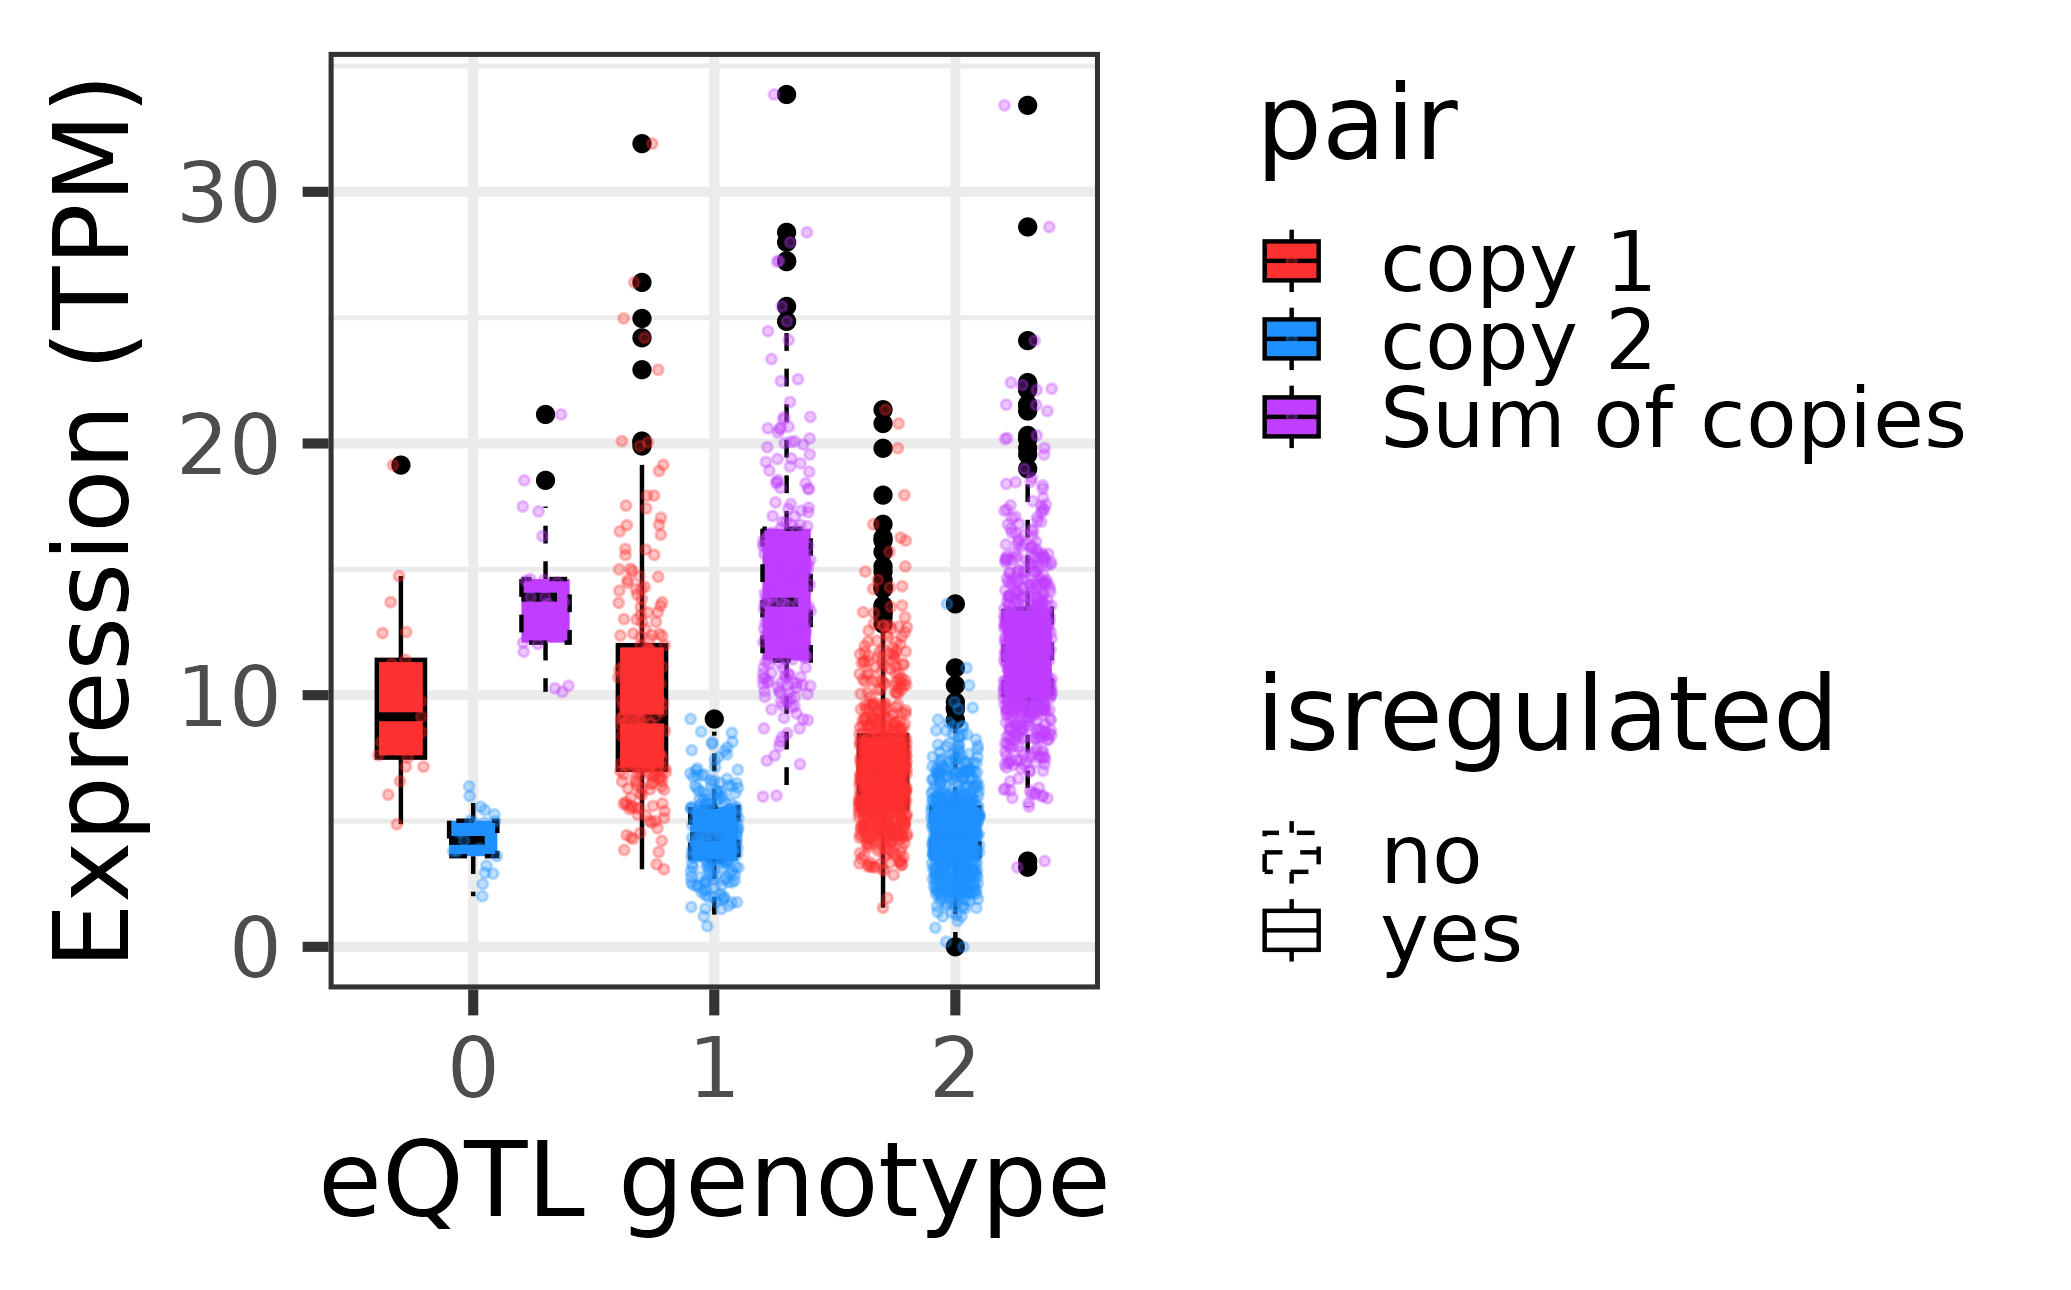 Expression (TPM)
30
20
10
0
0 1 2
eQTL genotype
pair
copy 1
copy 2
Sum of copies
isregulated
no
yes